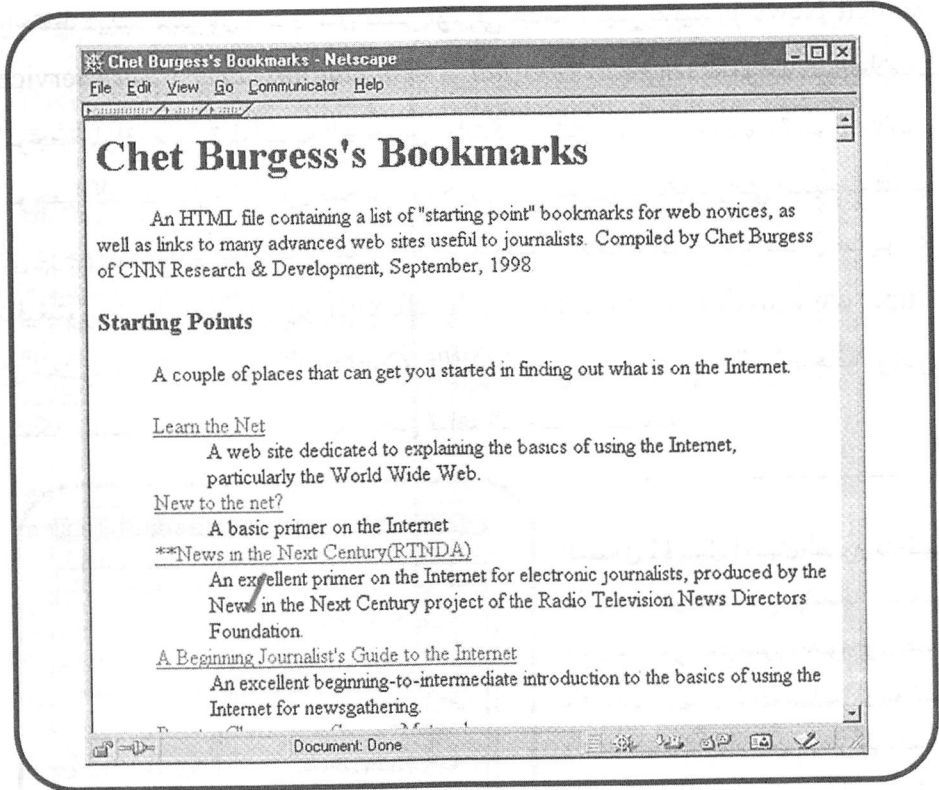 Chet Burgess's Bookmarks - Netscape
File Edit View Go Communicator Help
Chet Burgess's Bookmarks
An HTML file containing a list of "starting point" bookmarks for web novices, as
well as links to many advanced web sites useful to journalists. Compiled by Chet Burgess
of CNN Research & Development, September, 1998
Starting Points
A couple of places that can get you started in finding out what is on the Internet.
Learn the Net
A web site dedicated to explaining the basics of using the Internet,
particularly the World Wide Web.
New to the net?
A basic primer on the Internet
**News in the Next Century(RTNDA)
An excellent primer on the Internet for electronic journalists, produced by the
News in the Next Century project of the Radio Television News Directors
Foundation.
A Beginning Journalist's Guide to the Internet
An excellent beginning-to-intermediate introduction to the basics of using the
Internet for newsgathering.
Document: Done